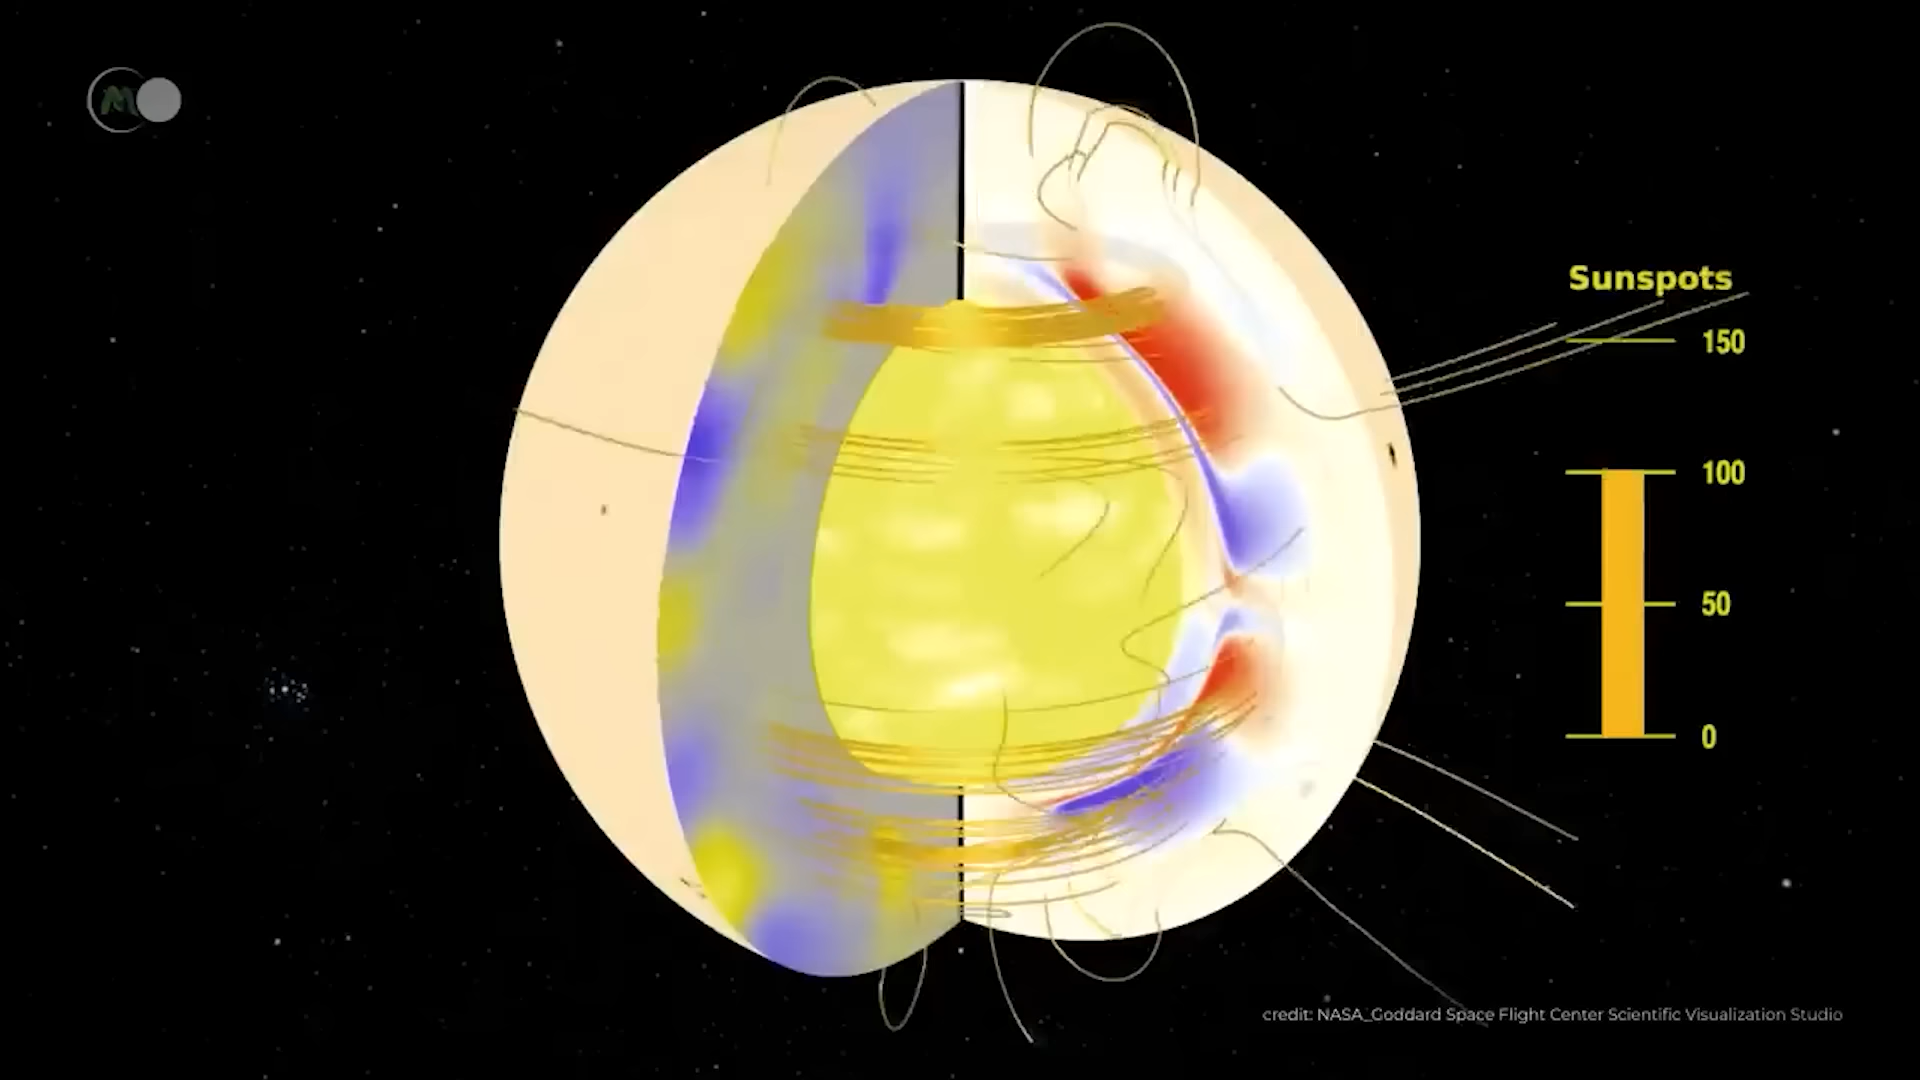 M
Sunspots
150
100
50
0
credit: NASA_Goddard Space Flight Center Scientific Visualization Studio